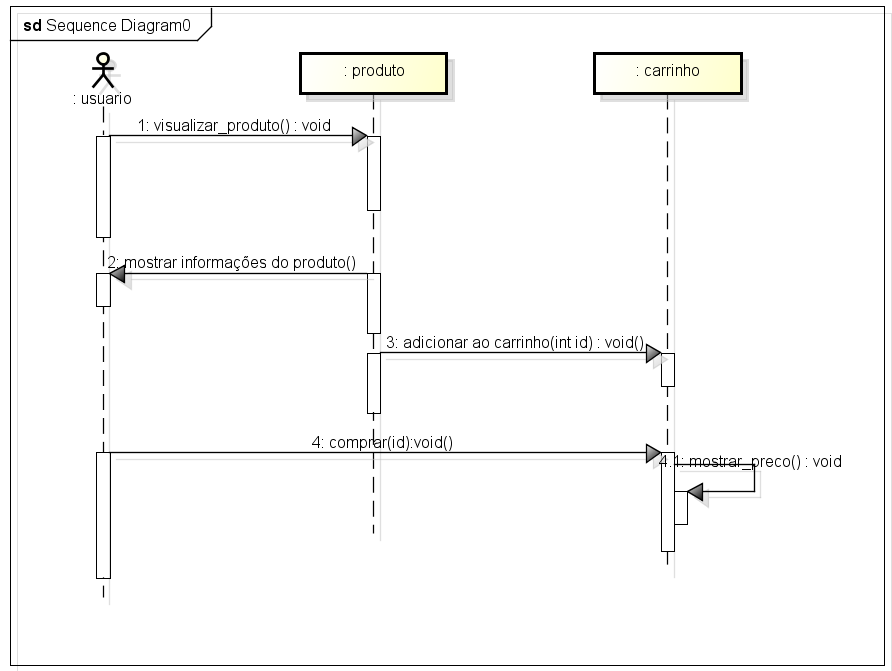 sd Sequence Diagram0
: usuario
: produto
: carrinho
1: visualizar_produto() : void
2: mostrar informações do produto()
3: adicionar ao carrinho(int id) : void()
4: comprar(id):void()
4.1: mostrar_preco() : void